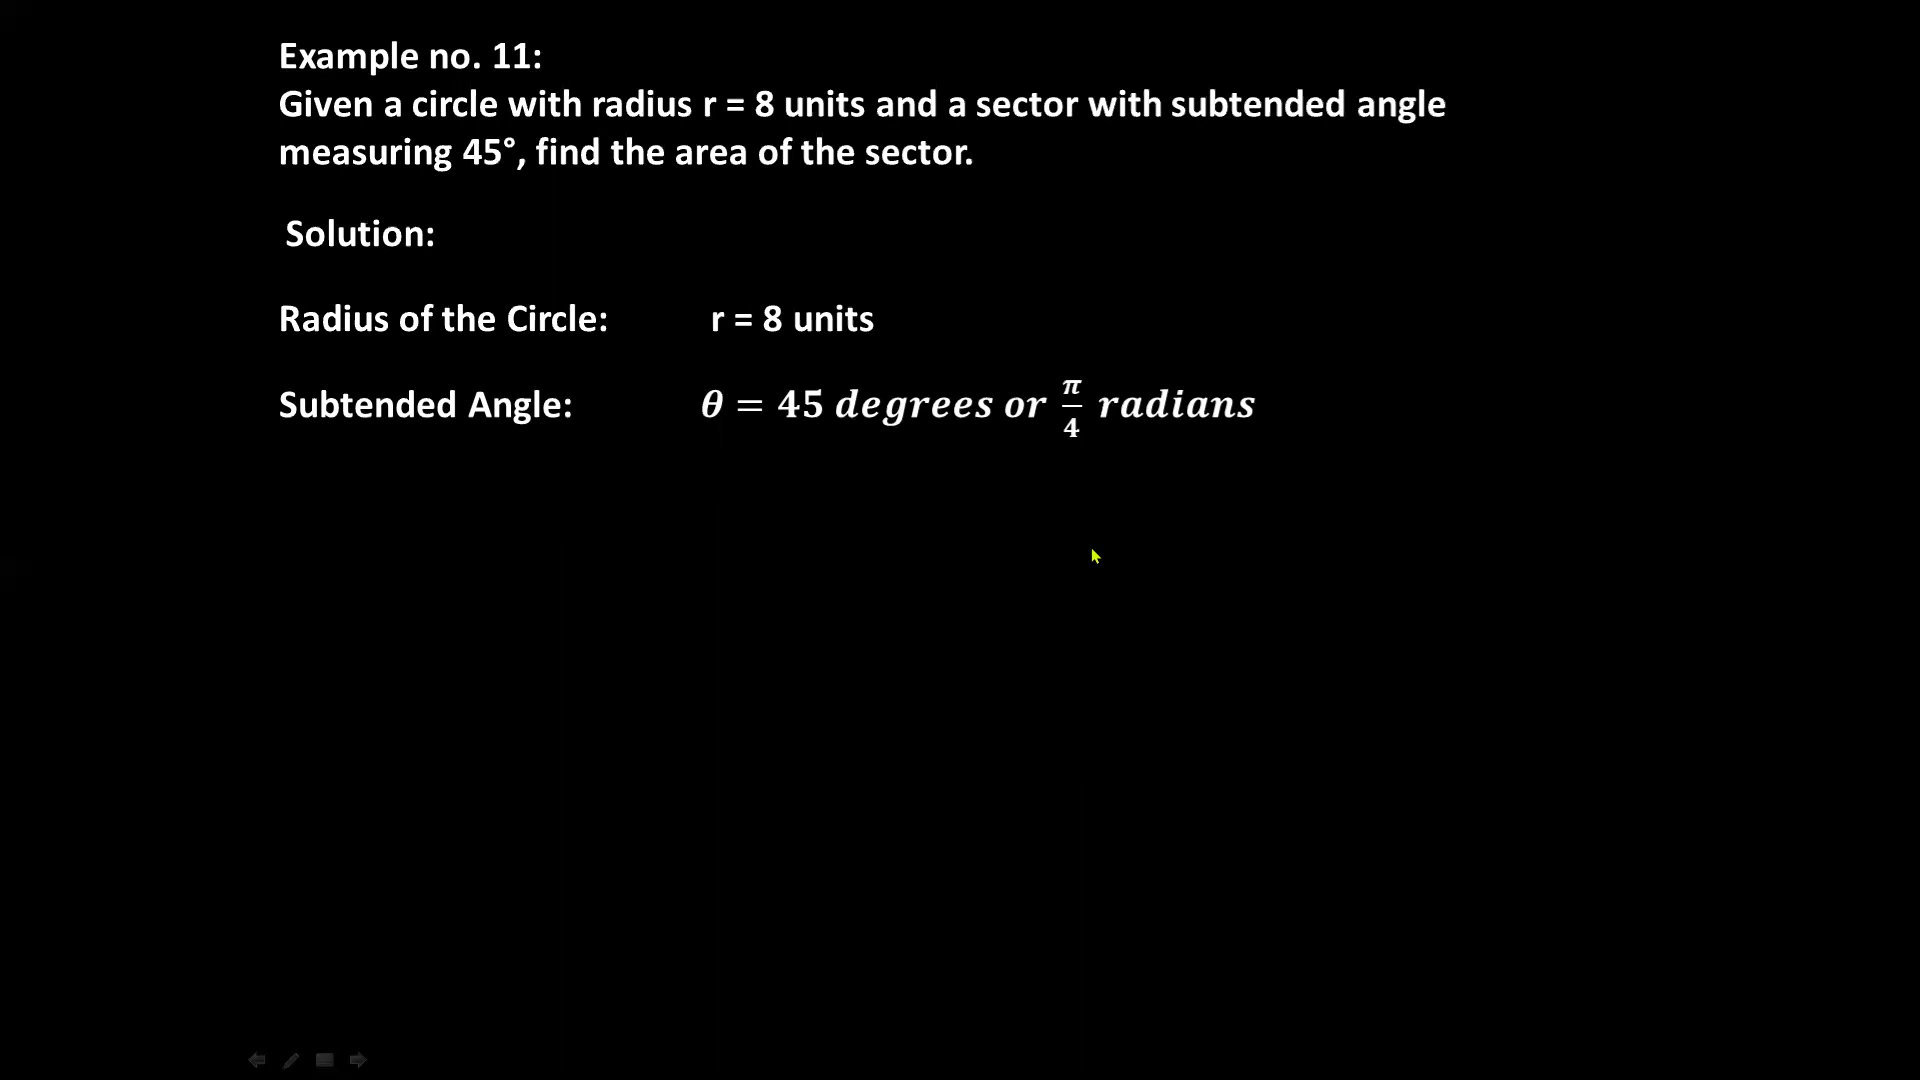 Example no. 11:
Given a circle with radius r = 8 units and a sector with subtended angle
measuring 45°, find the area of the sector.
Solution:
Radius of the Circle: r = 8 units
Subtended Angle: θ = 45 degrees or π/4 radians